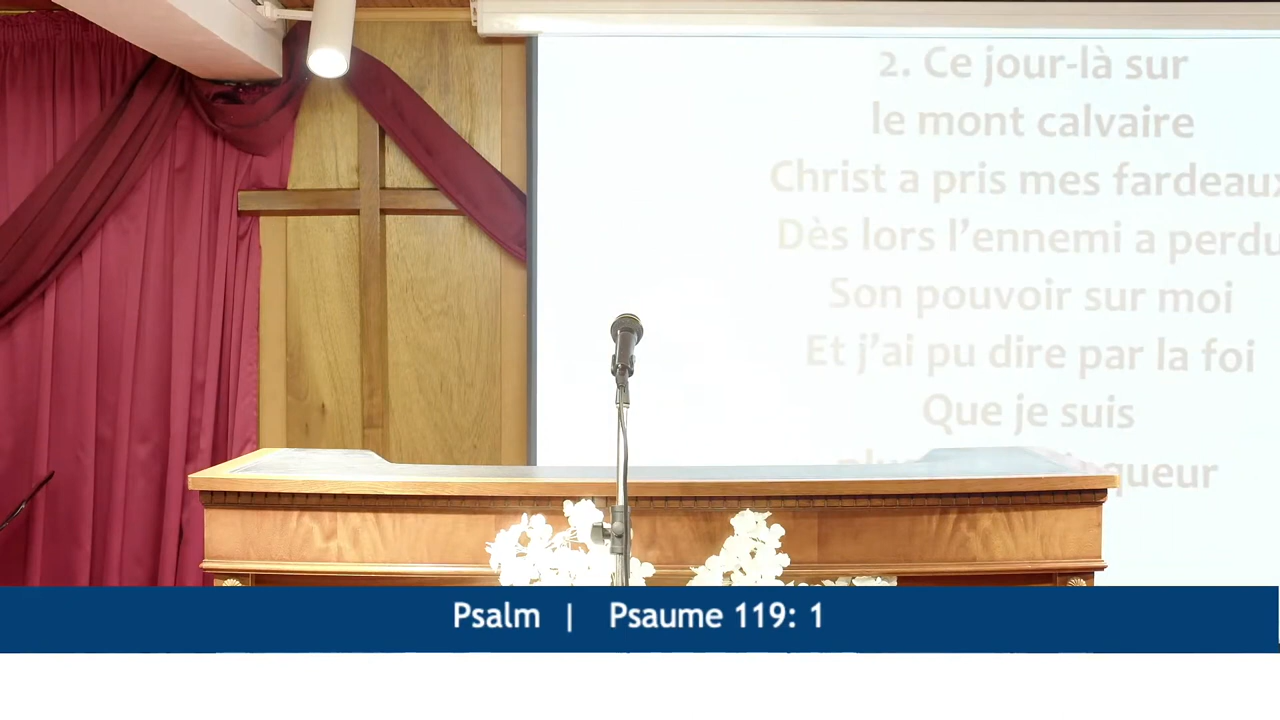 2. Ce jour-là sur
le mont calvaire
Christ a pris mes fardeaux
Dès lors l'ennemi a perdu
Son pouvoir sur moi
Et j'ai pu dire par la foi
Que je suis
Psalm | Psaume 119: 1